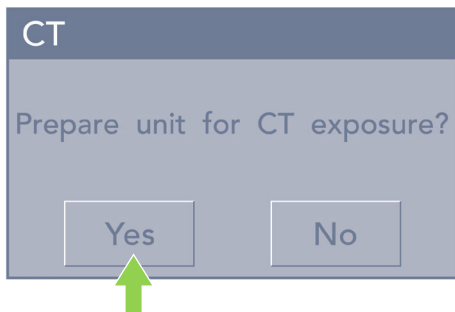 CT
Prepare unit for CT exposure?
Yes No